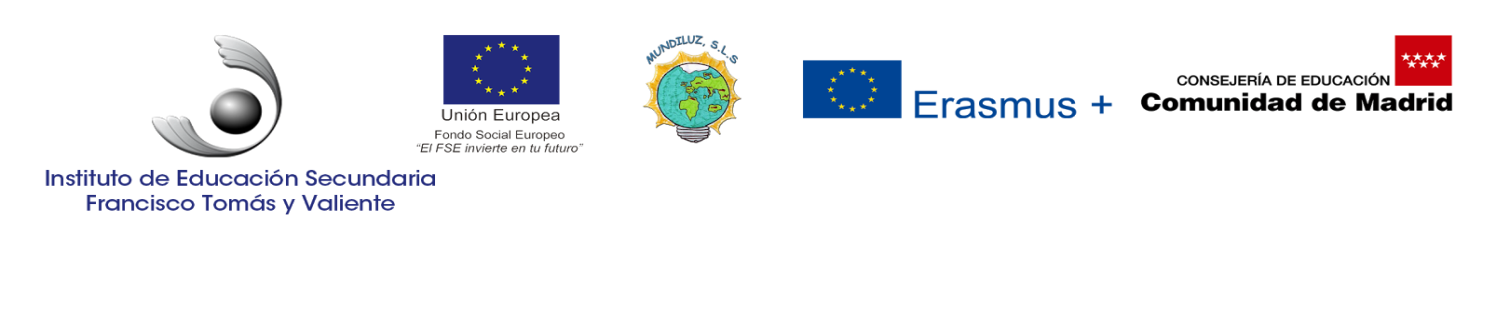 Instituto de Educación Secundaria
Francisco Tomás y Valiente
Unión Europea
Fondo Social Europeo
“El FSE invierte en tu futuro”
MUNDILUZ, S.L.S
Erasmus +
CONSEJERÍA DE EDUCACIÓN
Comunidad de Madrid